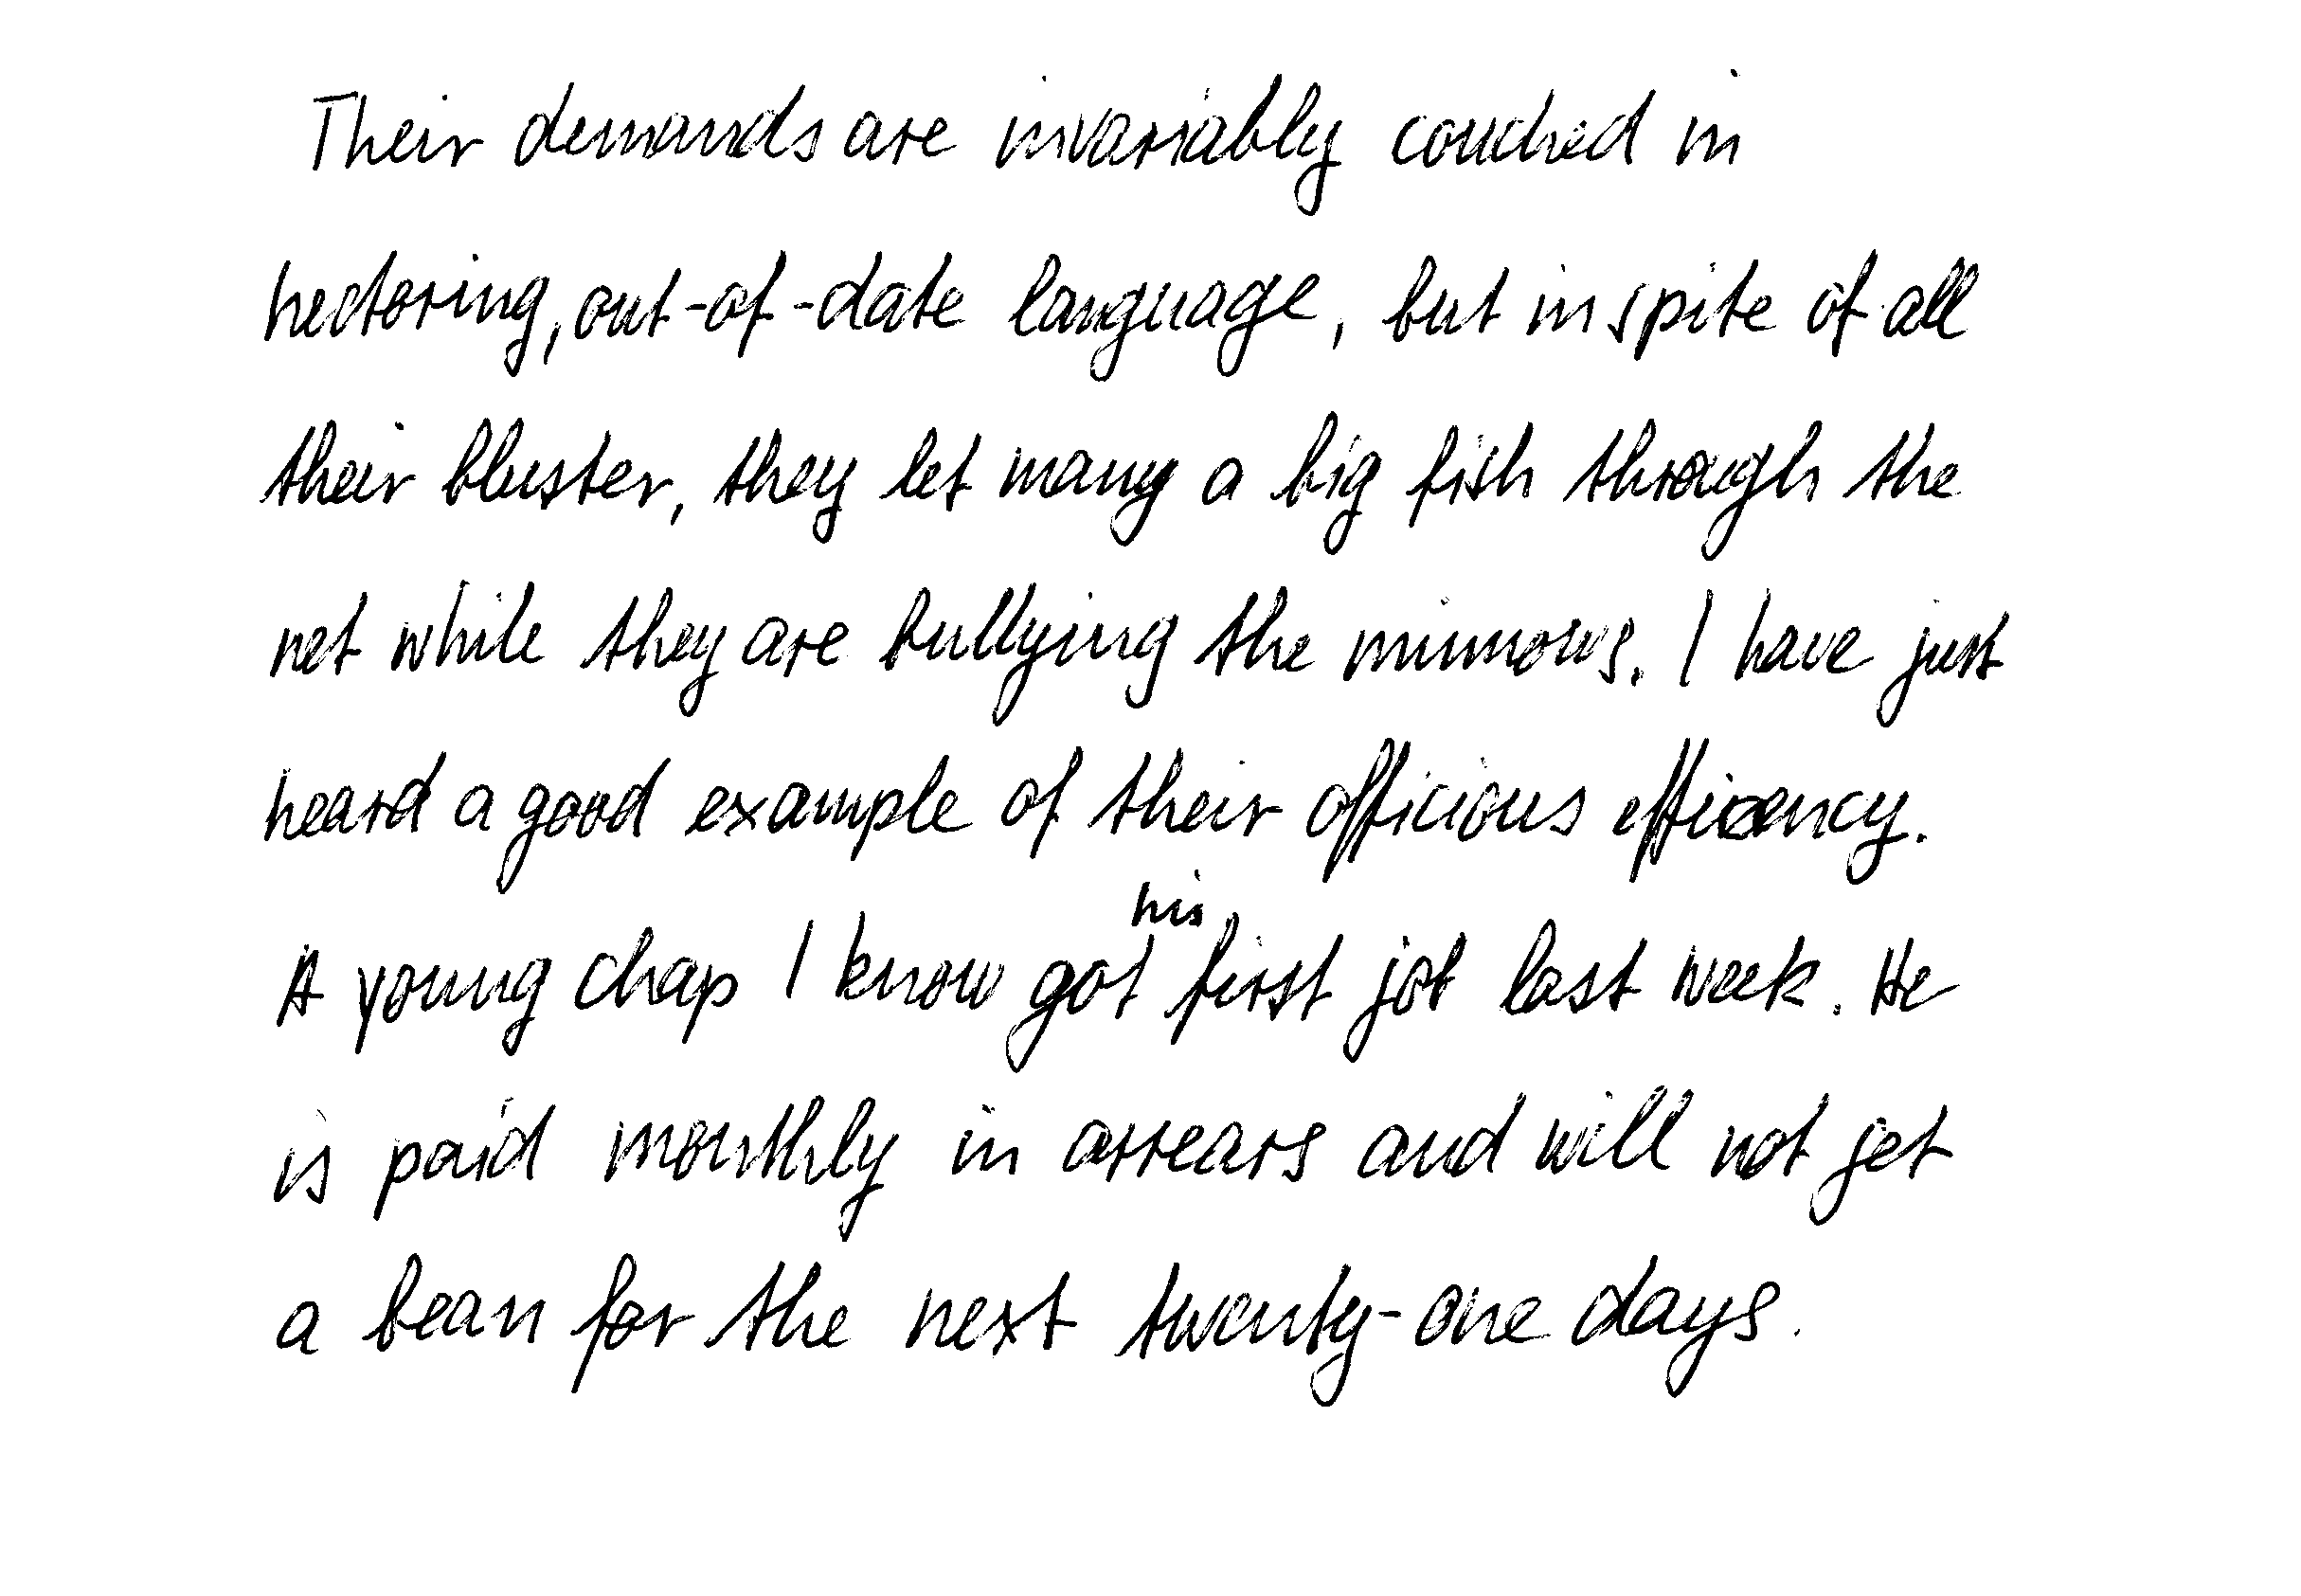 Their demands are invariably couched in
hectoring, out-of-date language, but in spite of all
their bluster, they let many a big fish through the
net while they are bullying the minnows. I have just
heard a good example of their officious efficency.
A young chap I know got his first job last week. He
is paid monthly in arrears and will not get
a bean for the next twenty-one days.